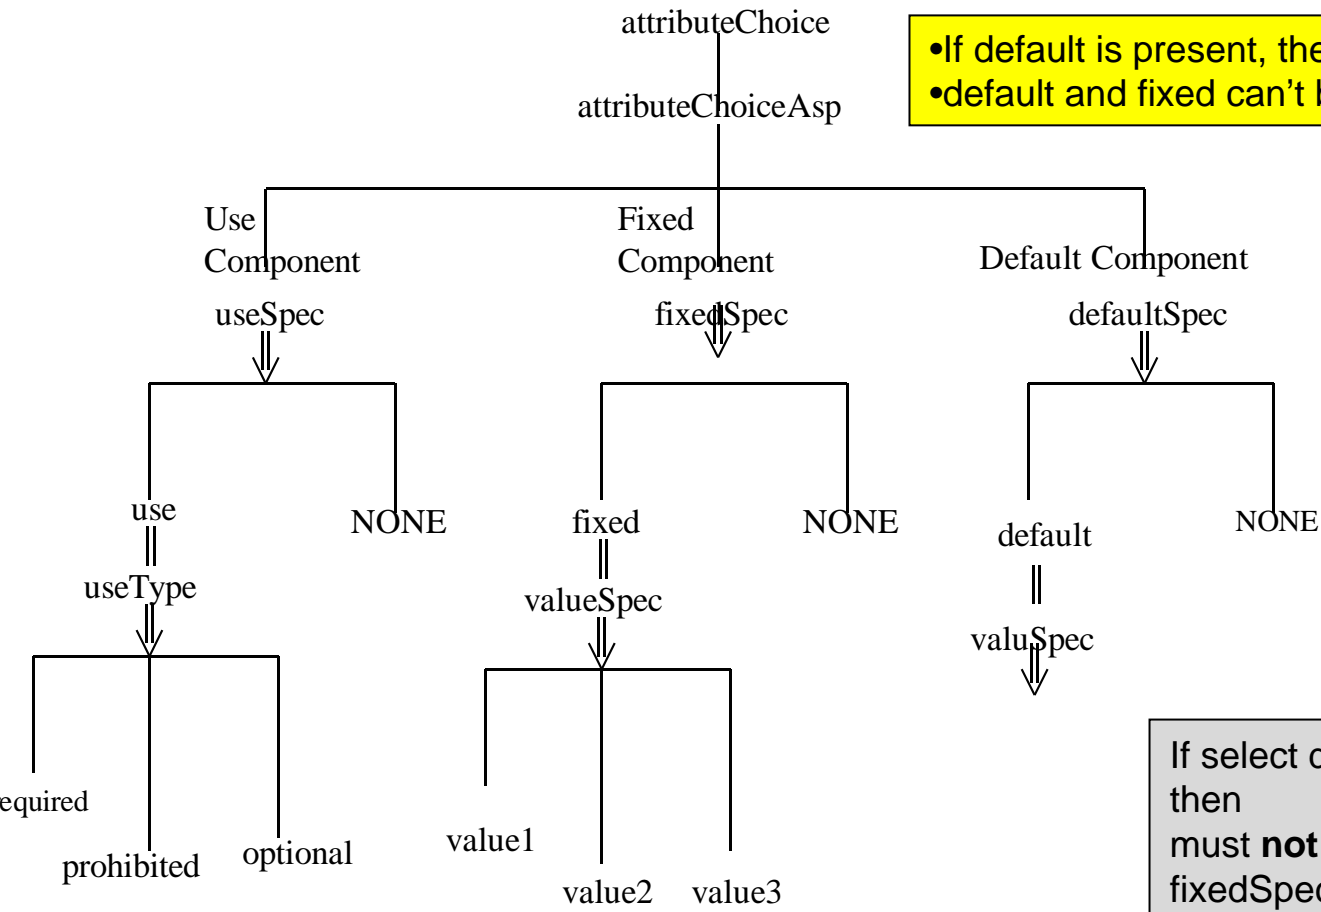 attributeChoice
•If default is present, the
•default and fixed can't b
attributeChoiceAsp
Use
Component
Fixed
Component
Default Component
useSpec
fixedSpec
defaultSpec
use
NONE
fixed
NONE
default
NONE
useType
valueSpec
valuSpec
equired
prohibited
optional
value1
value2
value3
If select d
then
must not
fixedSpec